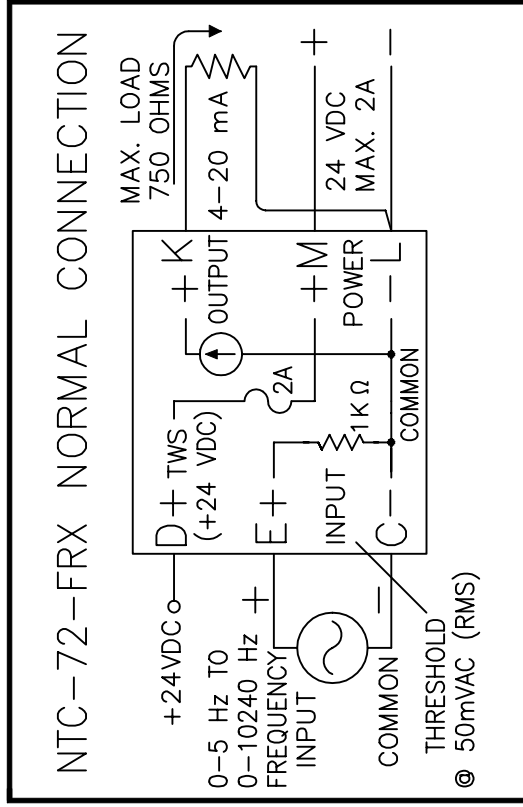 NTC-72-FRX NORMAL CONNECTION
+24VDC
0-5 Hz TO
0-10240 Hz
FREQUENCY
INPUT
+
-
COMMON
THRESHOLD
@ 50mVAC (RMS)
D + TWS
(+24 VDC)
E +
INPUT
C -
2A
1K Ω
COMMON
+ K
OUTPUT
+ M
POWER
- L
MAX. LOAD
750 OHMS
4-20 mA
+
24 VDC
MAX. 2A
-